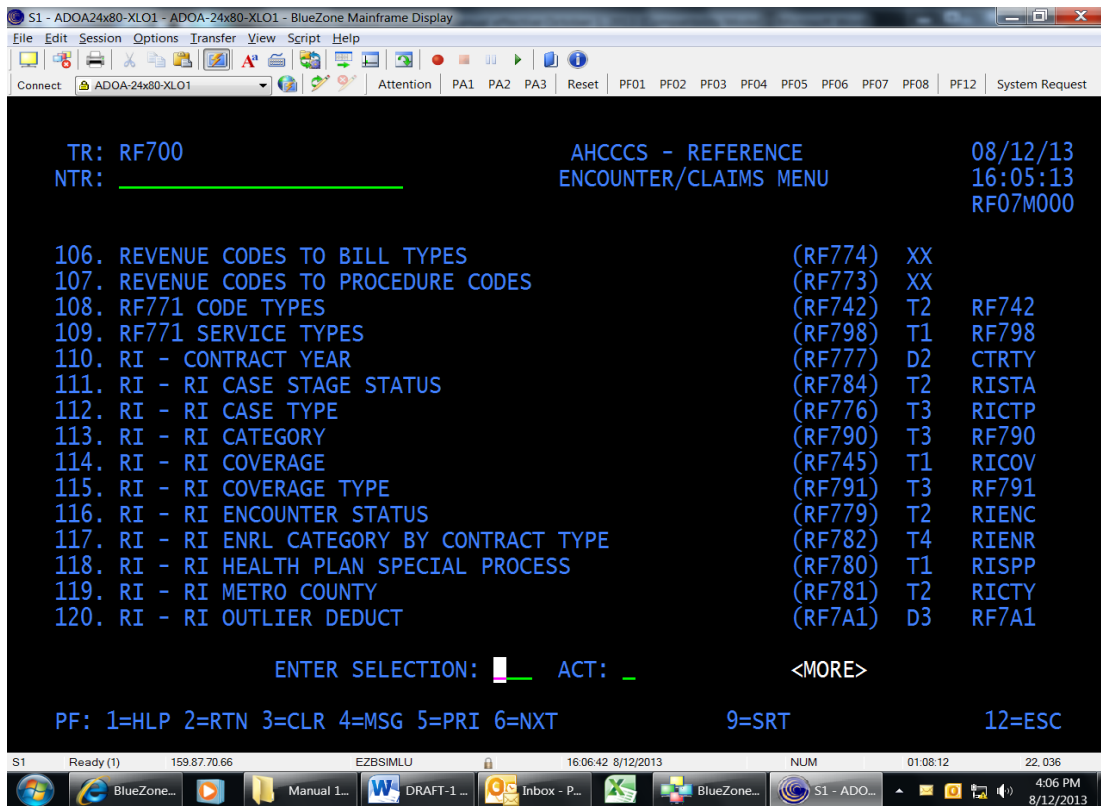 S1 - ADOA24x80-XLO1 - ADOA-24x80-XLO1 - BlueZone Mainframe Display
File Edit Session Options Transfer View Script Help
Connect ADOA-24x80-XLO1 Attention PA1 PA2 PA3 Reset PF01 PF02 PF03 PF04 PF05 PF06 PF07 PF08 PF12 System Request
TR: RF700 AHCCCS - REFERENCE 08/12/13
NTR: ENCOUNTER/CLAIMS MENU 16:05:13
RF07M000
106. REVENUE CODES TO BILL TYPES (RF774) XX
107. REVENUE CODES TO PROCEDURE CODES (RF773) XX
108. RF771 CODE TYPES (RF742) T2 RF742
109. RF771 SERVICE TYPES (RF798) T1 RF798
110. RI - CONTRACT YEAR (RF777) D2 CTRTY
111. RI - RI CASE STAGE STATUS (RF784) T2 RISTA
112. RI - RI CASE TYPE (RF776) T3 RICTP
113. RI - RI CATEGORY (RF790) T3 RF790
114. RI - RI COVERAGE (RF745) T1 RICOV
115. RI - RI COVERAGE TYPE (RF791) T3 RF791
116. RI - RI ENCOUNTER STATUS (RF779) T2 RIENC
117. RI - RI ENRL CATEGORY BY CONTRACT TYPE (RF782) T4 RIENR
118. RI - RI HEALTH PLAN SPECIAL PROCESS (RF780) T1 RISPP
119. RI - RI METRO COUNTY (RF781) T2 RICTY
120. RI - RI OUTLIER DEDUCT (RF7A1) D3 RF7A1
ENTER SELECTION: ACT: _ <MORE>
PF: 1=HLP 2=RTN 3=CLR 4=MSG 5=PRI 6=NXT 9=SRT 12=ESC
S1 Ready (1) 159.87.70.66 EZBSIMLU 16:06:42 8/12/2013 NUM 01:08:12 22, 036
BlueZone... Manual 1... DRAFT-1 ... Inbox - P... BlueZone... S1 - ADO... 4:06 PM
8/12/2013